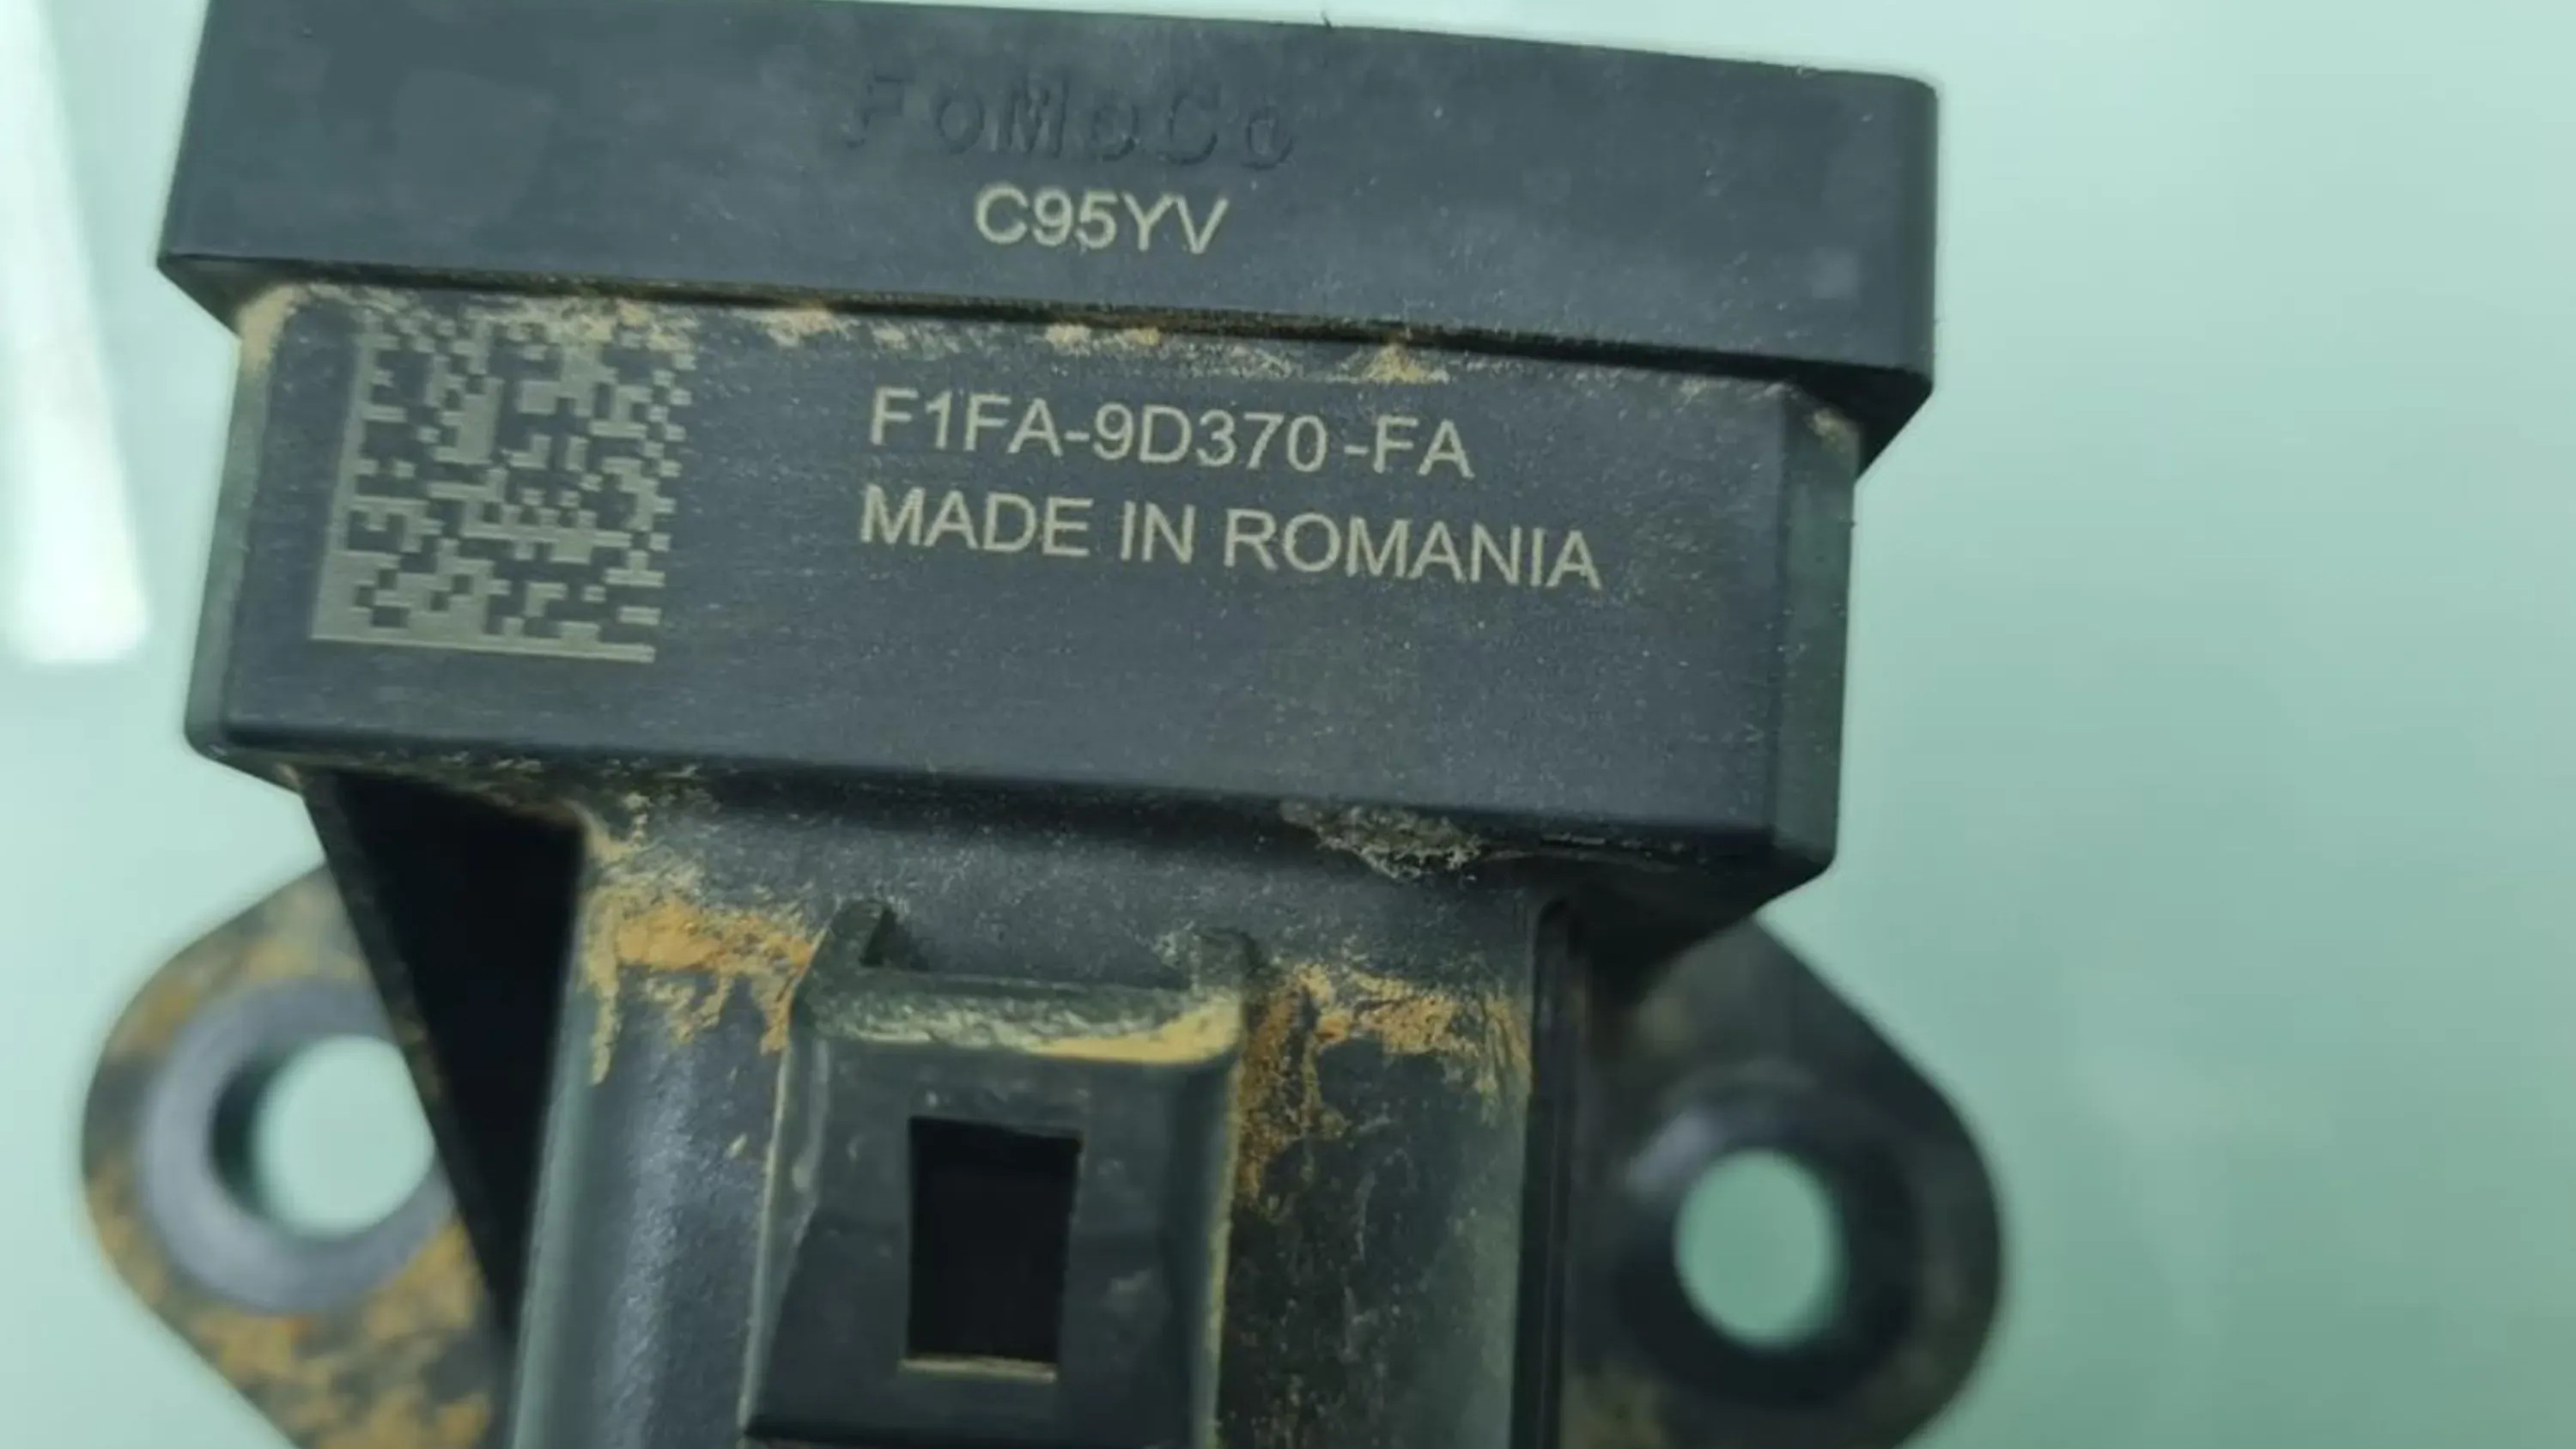 FoMoCo
C95YV
F1FA-9D370-FA
MADE IN ROMANIA